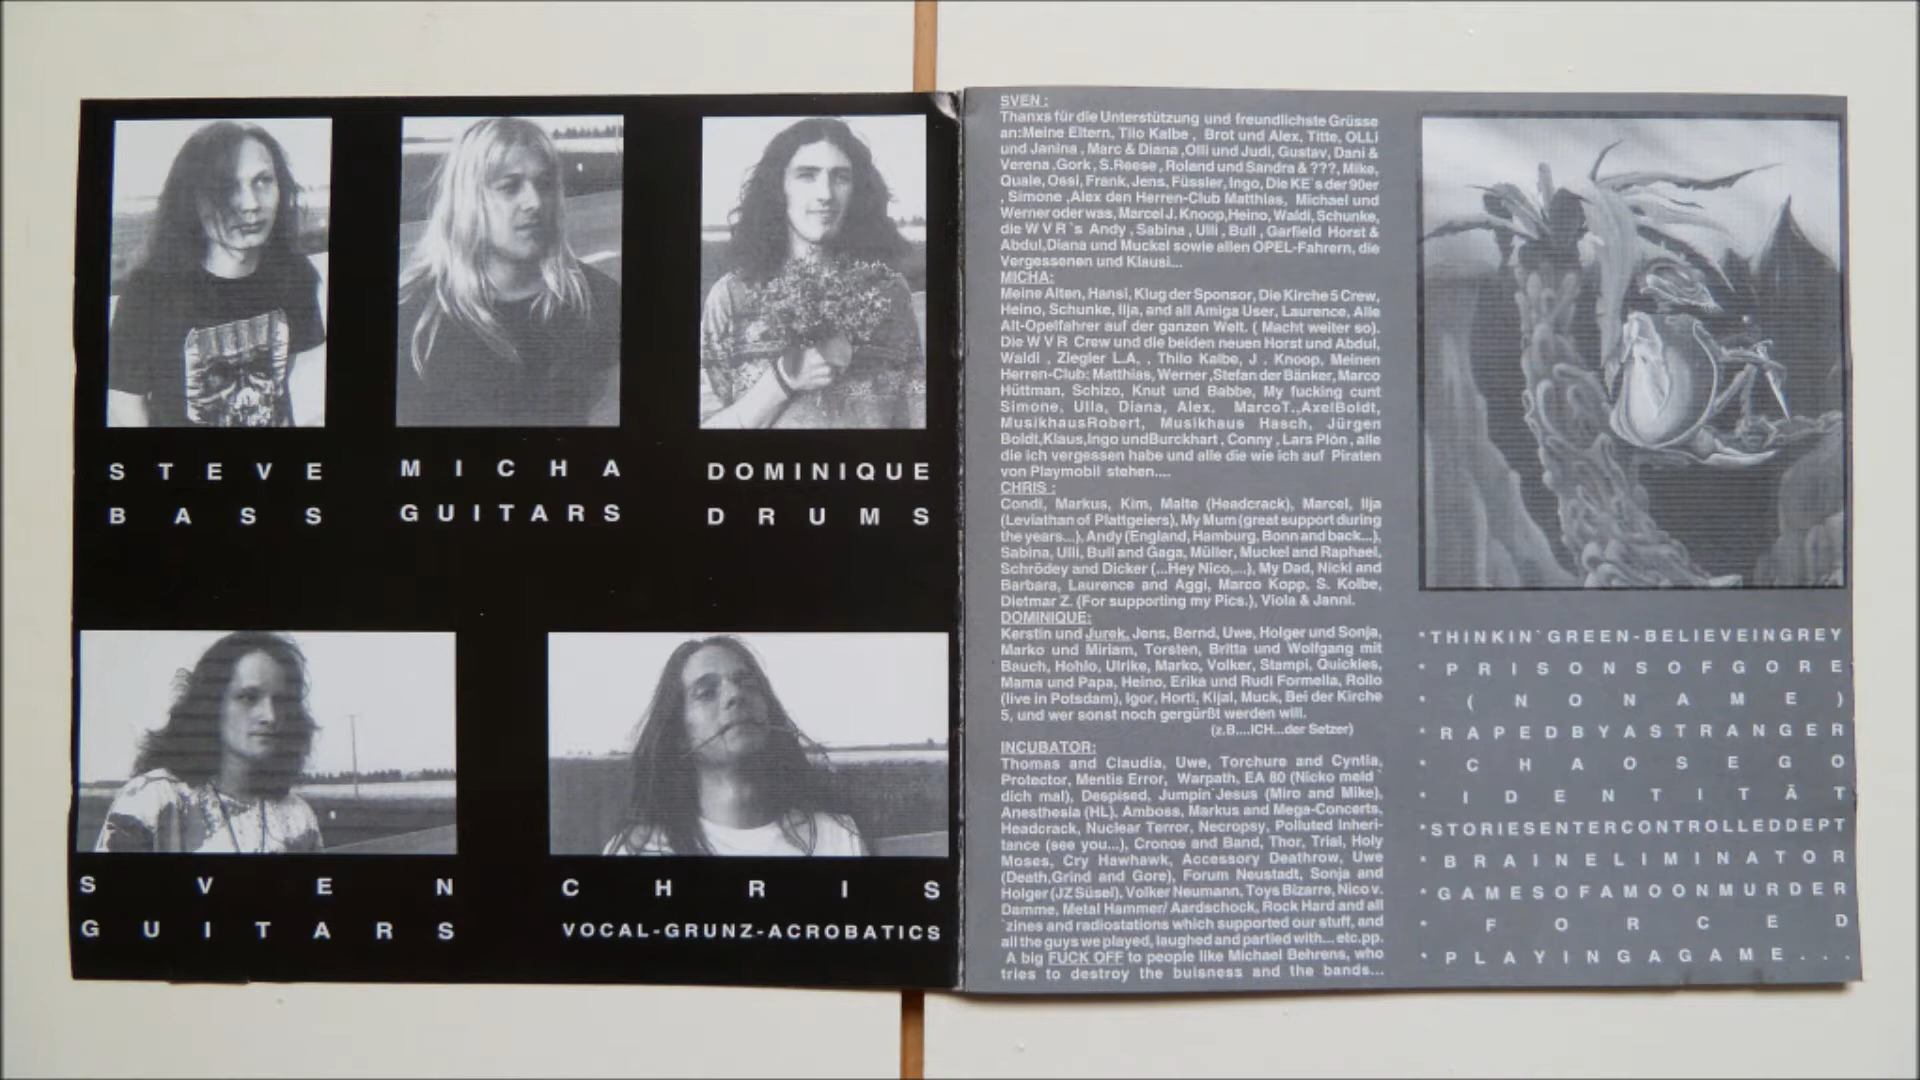 STEVE
BASS
MICHA
GUITARS
DOMINIQUE
DRUMS
SVEN
GUITARS
CHRIS
VOCAL-GRUNZ-ACROBATICS
SVEN :
Thanxs für die Unterstützung und freundlichste Grüsse
an:Meine Eltern, Tilo Kalbe , Brot und Alex, Titte, OLLi
und Janina , Marc & Diana ,Olli und Judi, Gustav, Dani &
Verena ,Gork , S.Reese , Roland und Sandra & ???, Mike,
Quale, Ossi, Frank, Jens, Füssler, Ingo, Die KE`s der 90er
, Simone ,Alex den Herren-Club Matthias, Michael und
Werner oder was, Marcel J. Knoop,Heino, Waldi, Schunke,
die W V R `s Andy , Sabina , Ulli , Bull , Garfield Horst &
Abdul,Diana und Muckel sowie allen OPEL-Fahrern, die
Vergessenen und Klausi...
MICHA:
Meine Alten, Hansi, Klug der Sponsor, Die Kirche 5 Crew,
Heino, Schunke, Ilja, and all Amiga User, Laurence, Alle
Alt-Opelfahrer auf der ganzen Welt. ( Macht weiter so).
Die W V R Crew und die beiden neuen Horst und Abdul,
Waldi , Ziegler L.A. , Thilo Kalbe, J . Knoop, Meinen
Herren-Club: Matthias, Werner ,Stefan der Bänker, Marco
Hüttman, Schizo, Knut und Babbe, My fucking cunt
Simone, Ulla, Diana, Alex, MarcoT.,AxelBoldt,
MusikhausRobert, Musikhaus Hasch, Jürgen
Boldt,Klaus,Ingo undBurckhart , Conny , Lars Plön , alle
die ich vergessen habe und alle die wie ich auf Piraten
von Playmobil stehen....
CHRIS :
Condi, Markus, Kim, Malte (Headcrack), Marcel, Ilja
(Leviathan of Plattgeiers), My Mum (great support during
the years...), Andy (England, Hamburg, Bonn and back...),
Sabina, Ulli, Bull and Gaga, Müller, Muckel and Raphael,
Schrödey and Dicker (...Hey Nico,...), My Dad, Nicki and
Barbara, Laurence and Aggi, Marco Kopp, S. Kolbe,
Dietmar Z. (For supporting my Pics.), Viola & Janni.
DOMINIQUE:
Kerstin und Jurek, Jens, Bernd, Uwe, Holger und Sonja,
Marko und Miriam, Torsten, Britta und Wolfgang mit
Bauch, Hohlo, Ulrike, Marko, Volker, Stampi, Quickies,
Mama und Papa, Heino, Erika und Rudi Formella, Rollo
(live in Potsdam), Igor, Horti, Kijal, Muck, Bei der Kirche
5, und wer sonst noch gergürßt werden will.
(z.B....ICH...der Setzer)
INCUBATOR:
Thomas and Claudia, Uwe, Torchure and Cyntia,
Protector, Mentis Error, Warpath, EA 80 (Nicko meld`
dich mal), Despised, Jumpin`Jesus (Miro and Mike),
Anesthesia (HL), Amboss, Markus and Mega-Concerts,
Headcrack, Nuclear Terror, Necropsy, Polluted Inheri-
tance (see you...), Cronos and Band, Thor, Trial, Holy
Moses, Cry Hawhawk, Accessory Deathrow, Uwe
(Death,Grind and Gore), Forum Neustadt, Sonja and
Holger (JZ Süsel), Volker Neumann, Toys Bizarre, Nico v.
Damme, Metal Hammer/ Aardschock, Rock Hard and all
`zines and radiostations which supported our stuff, and
all the guys we played, laughed and partied with... etc.pp.
A big FUCK OFF to people like Michael Behrens, who
tries to destroy the buisness and the bands...
*THINKIN`GREEN-BELIEVEINGREY
*PRISONSOFGORE
*(NONAME)
*RAPEDBYASTRANGER
*CHAOSEGO
*IDENTITÄT
*STORIESENTERCONTROLLEDDEPT
*BRAINELIMINATOR
*GAMESOFAMOONMURDER
*FORCED
*PLAYINGAGAME...